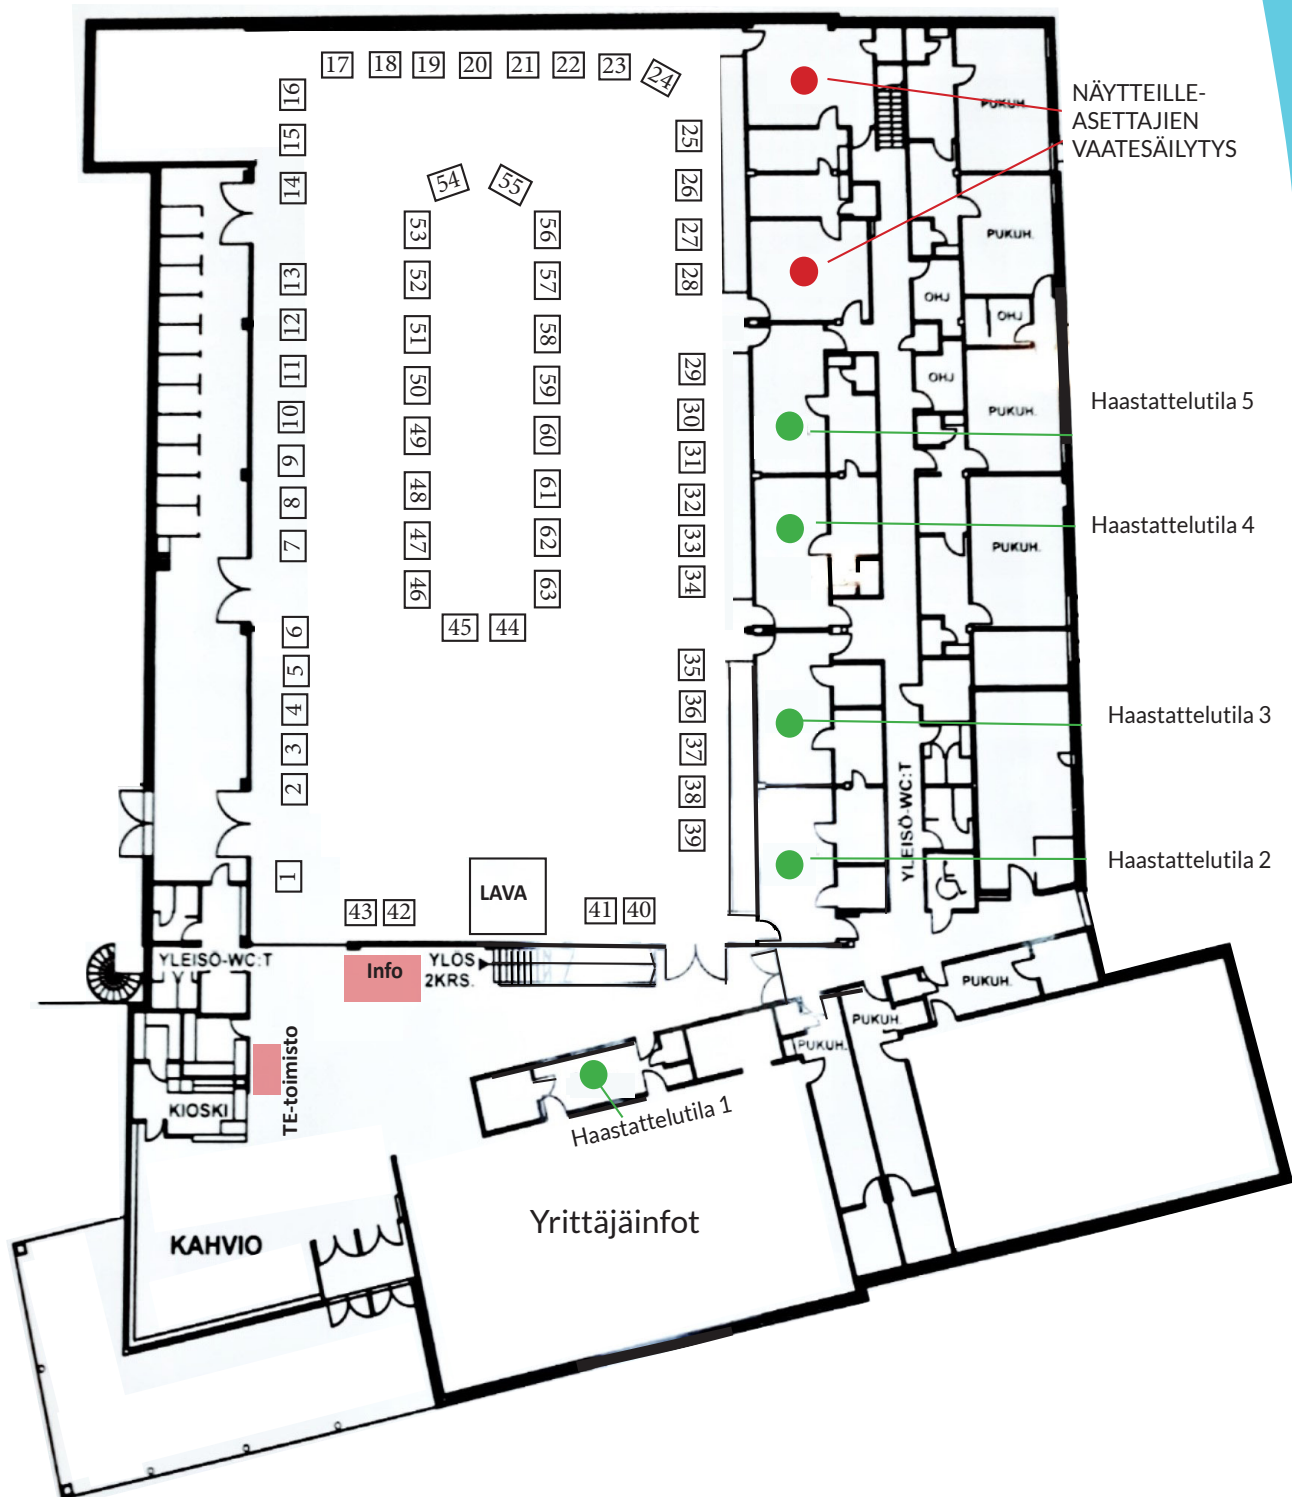 17 18 19 20 21 22 23 24
16
15
14
13
12
11
10
9
8
7
6
5
4
3
2
1
25
26
27
28
29
30
31
32
33
34
35
36
37
38
39
54 55
53 56
52 57
51 58
50 59
49 60
48 61
47 62
46 63
45 44
43 42
LAVA
41 40
NÄYTTEILLE-
ASETTAJIEN
VAATESÄILYTYS
PUKUH.
PUKUH.
OHJ
OHJ
OHJ
PUKUH.
PUKUH.
Haastattelutila 5
Haastattelutila 4
Haastattelutila 3
Haastattelutila 2
YLEISÖ-WC:T
YLEISÖ-WC:T
Info
YLÖS
2KRS.
PUKUH.
PUKUH.
PUKUH.
TE-toimisto
KIOSKI
Haastattelutila 1
Yrittäjäinfot
KAHVIO